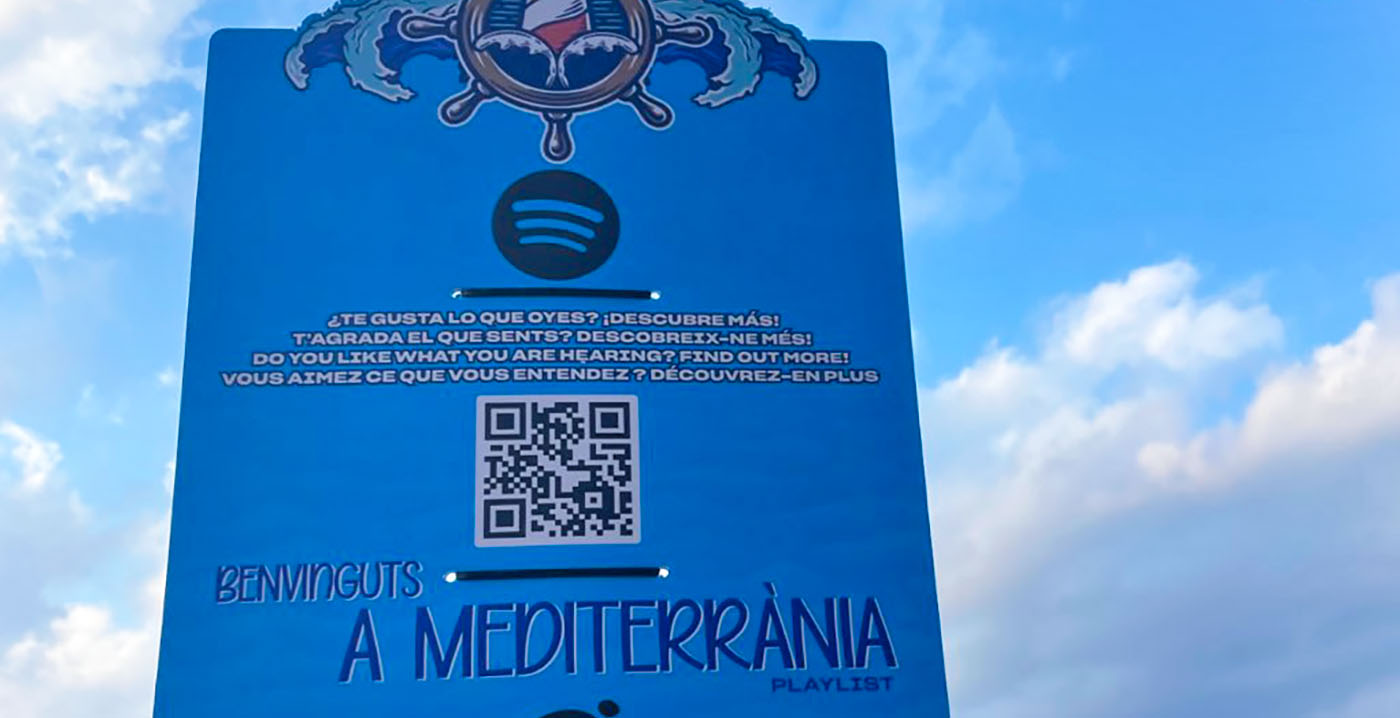 ¿TE GUSTA LO QUE OYES? ¡DESCUBRE MÁS!
T'AGRADA EL QUE SENTS? DESCOBREIX-NE MÉS!
DO YOU LIKE WHAT YOU ARE HEARING? FIND OUT MORE!
VOUS AIMEZ CE QUE VOUS ENTENDEZ ? DÉCOUVREZ-EN PLUS
BENVINGUTS
A MEDITERRÀNIA
PLAYLIST